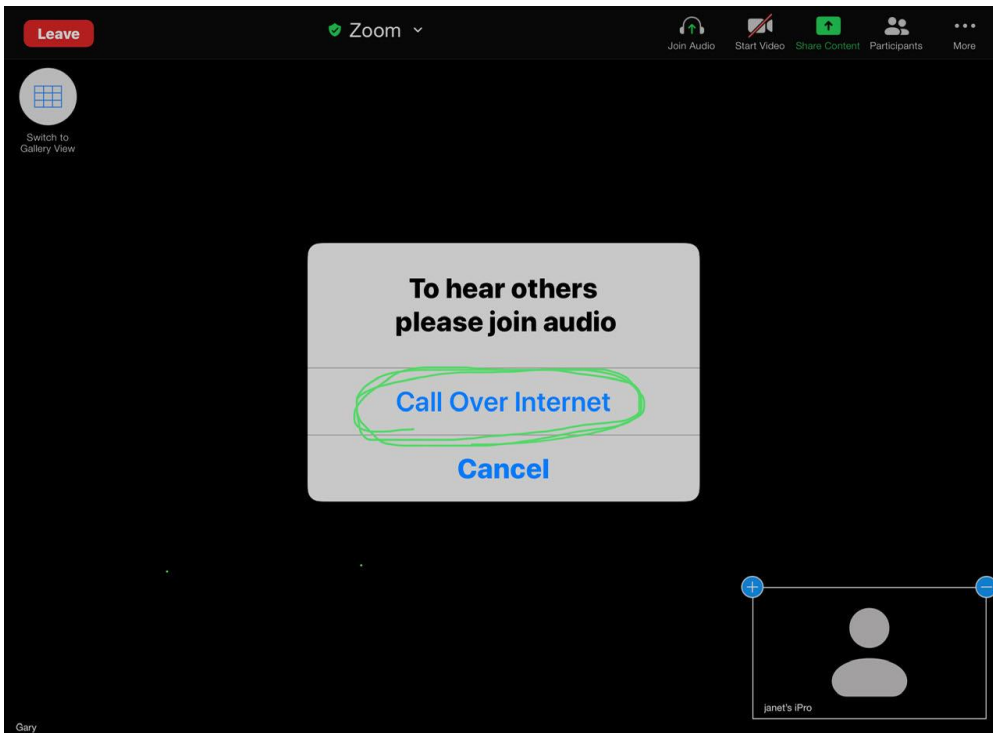 Leave
Zoom
Join Audio
Start Video
Share Content
Participants
More
Switch to
Gallery View
To hear others
please join audio
Call Over Internet
Cancel
janet's iPro
Gary